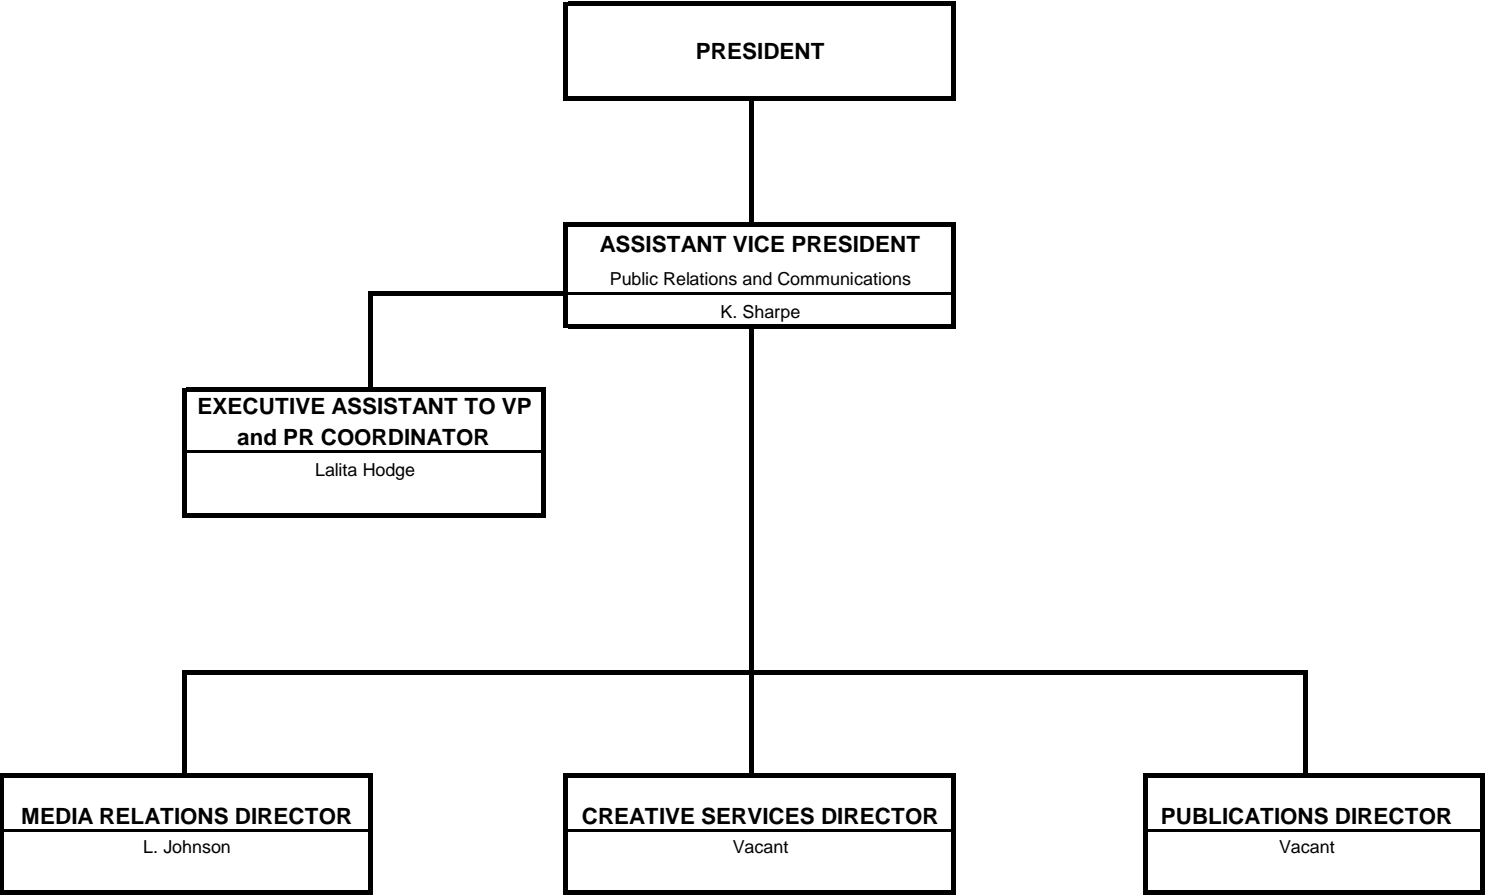 PRESIDENT
ASSISTANT VICE PRESIDENT
Public Relations and Communications
K. Sharpe
EXECUTIVE ASSISTANT TO VP
and PR COORDINATOR
Lalita Hodge
MEDIA RELATIONS DIRECTOR
L. Johnson
CREATIVE SERVICES DIRECTOR
Vacant
PUBLICATIONS DIRECTOR
Vacant